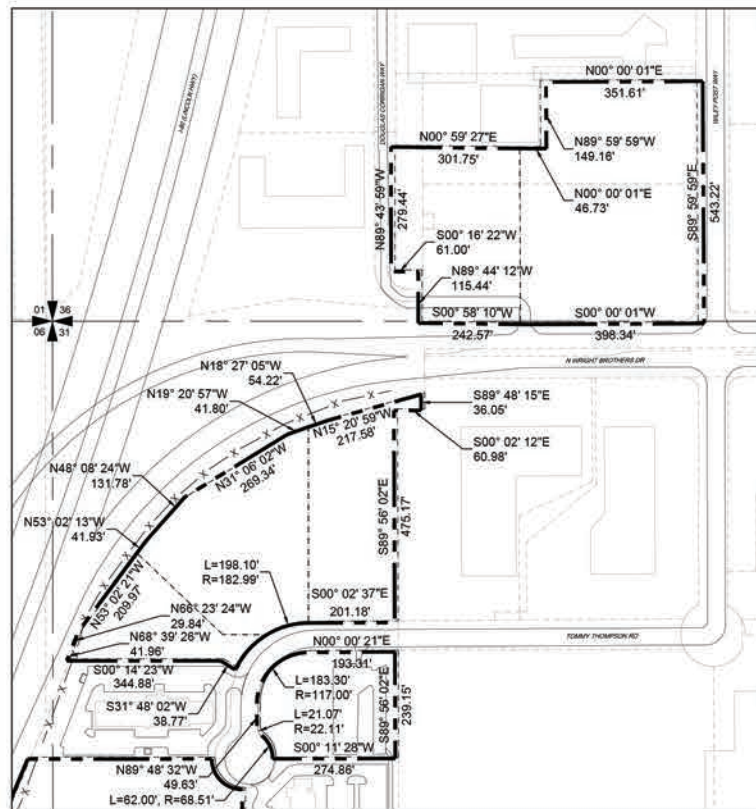 N00° 00' 01"E
351.61'
I-80 (LINCOLN HWY)
DOUGLAS CORRIGAN WAY
WILEY POST WAY
N00° 59' 27"E
301.75'
N89° 59' 59"W
149.16'
N00° 00' 01"E
46.73'
N89° 43' 59"W
279.44'
S89° 59' 59"E
543.22'
S00° 16' 22"W
61.00'
N89° 44' 12"W
115.44'
S00° 58' 10"W
242.57'
S00° 00' 01"W
398.34'
01 36
06 31
N WRIGHT BROTHERS DR
N18° 27' 05"W
54.22'
N19° 20' 57"W
41.80'
N15° 20' 59"W
217.58'
S89° 48' 15"E
36.05'
S00° 02' 12"E
60.98'
N48° 08' 24"W
131.78'
N31° 06' 02"W
269.34'
S89° 56' 02"E
475.17'
N53° 02' 13"W
41.93'
N53° 02' 21"W
209.97'
L=198.10'
R=182.99'
S00° 02' 37"E
201.18'
N66° 23' 24"W
29.84'
N68° 39' 26"W
41.96'
N00° 00' 21"E
193.31'
TOMMY THOMPSON RD
S00° 14' 23"W
344.88'
S31° 48' 02"W
38.77'
L=183.30'
R=117.00'
L=21.07'
R=22.11'
S89° 56' 02"E
239.15'
S00° 11' 28"W
274.86'
N89° 48' 32"W
49.63'
L=62.00', R=68.51'
X X X X X X X X X